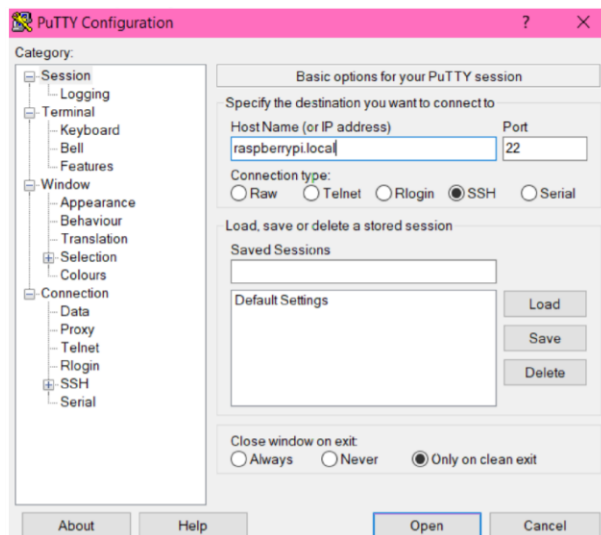 PuTTY Configuration ? ×
Category:
Session
Logging
Terminal
Keyboard
Bell
Features
Window
Appearance
Behaviour
Translation
Selection
Colours
Connection
Data
Proxy
Telnet
Rlogin
SSH
Serial
Basic options for your PuTTY session
Specify the destination you want to connect to
Host Name (or IP address) Port
raspberrypi.local 22
Connection type:
Raw Telnet Rlogin SSH Serial
Load, save or delete a stored session
Saved Sessions
Default Settings
Load
Save
Delete
Close window on exit:
Always Never Only on clean exit
About Help Open Cancel